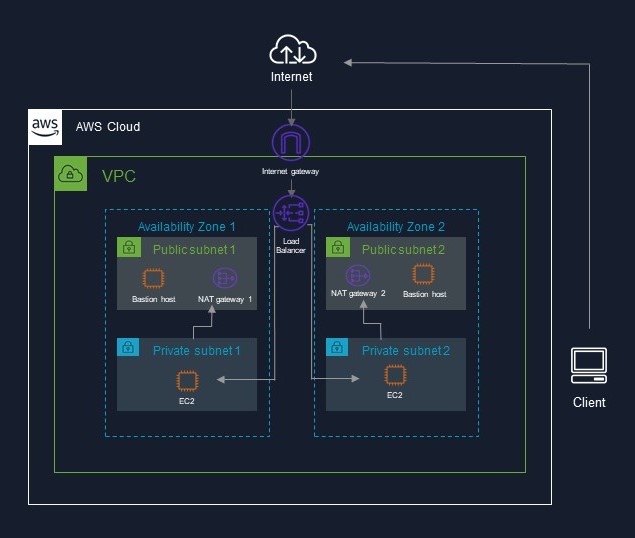 Internet
aws
AWS Cloud
Internet gateway
VPC
Availability Zone 1
Availability Zone 2
Load
Balancer
Public subnet 1
Public subnet 2
Bastion host
NAT gateway 1
NAT gateway 2
Bastion host
Private subnet 1
Private subnet 2
EC2
EC2
Client